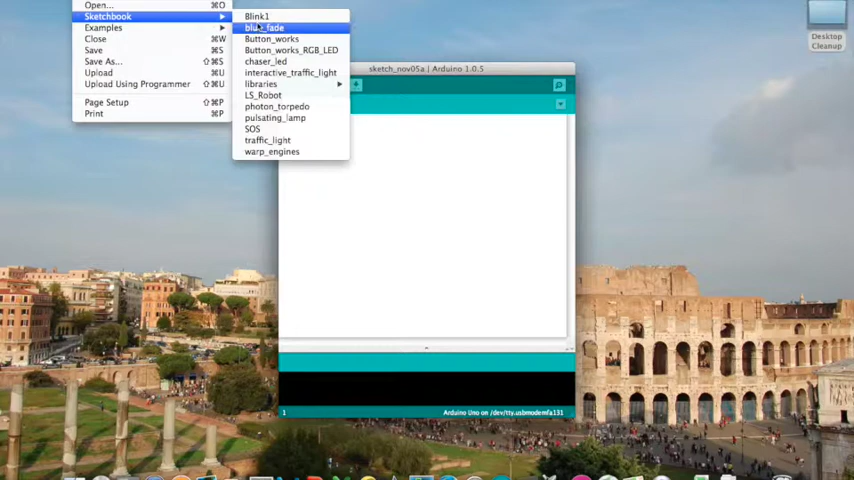 Open... ⌘O
Sketchbook ▶
Examples ▶
Close ⌘W
Save ⌘S
Save As... ⇧⌘S
Upload ⌘U
Upload Using Programmer ⇧⌘U
Page Setup ⇧⌘P
Print ⌘P
Blink1
blue_fade
Button_works
Button_works_RGB_LED
chaser_led
interactive_traffic_light
libraries ▶
LS_Robot
photon_torpedo
pulsating_lamp
SOS
traffic_light
warp_engines
sketch_nov05a | Arduino 1.0.5
1
Arduino Uno on /dev/tty.usbmodemfa131
Desktop
Cleanup